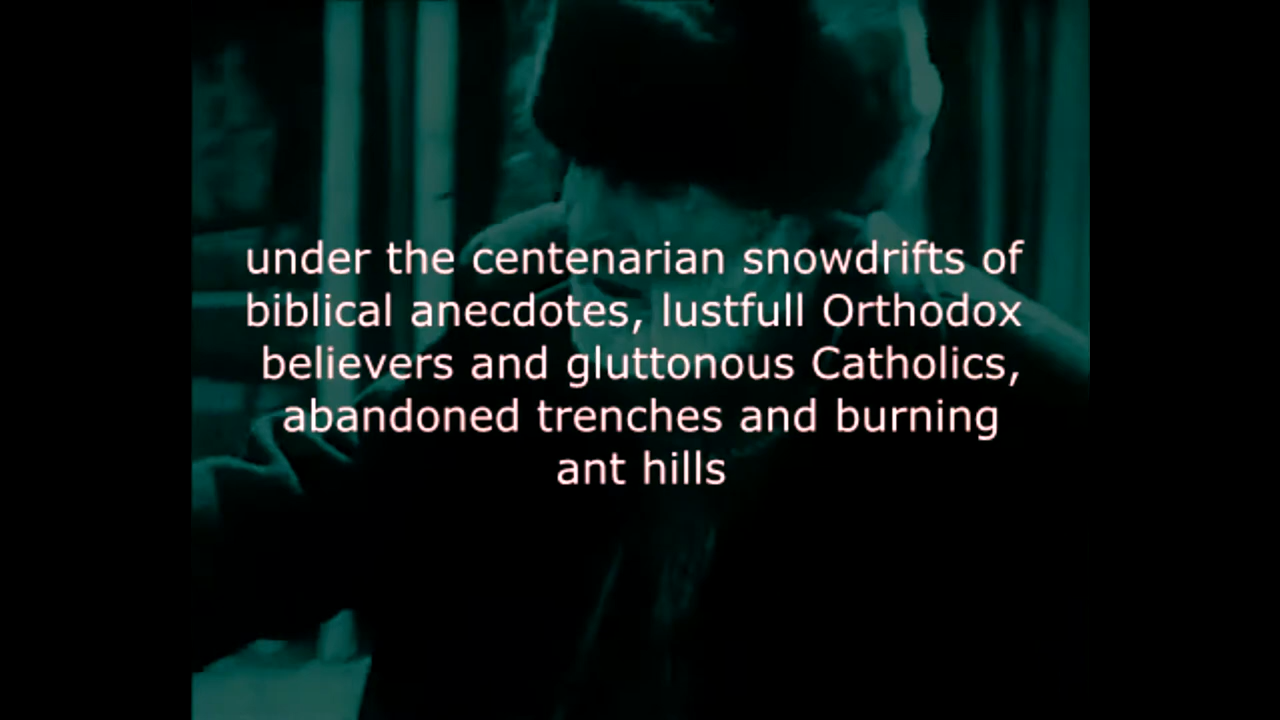 under the centenarian snowdrifts of
biblical anecdotes, lustfull Orthodox
believers and gluttonous Catholics,
abandoned trenches and burning
ant hills